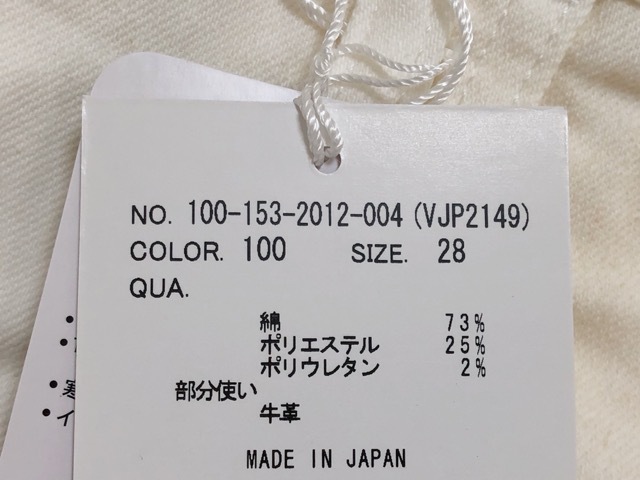 NO. 100-153-2012-004 (VJP2149)
COLOR. 100 SIZE. 28
QUA.
綿 73%
ポリエステル 25%
ポリウレタン 2%
部分使い
牛革
MADE IN JAPAN